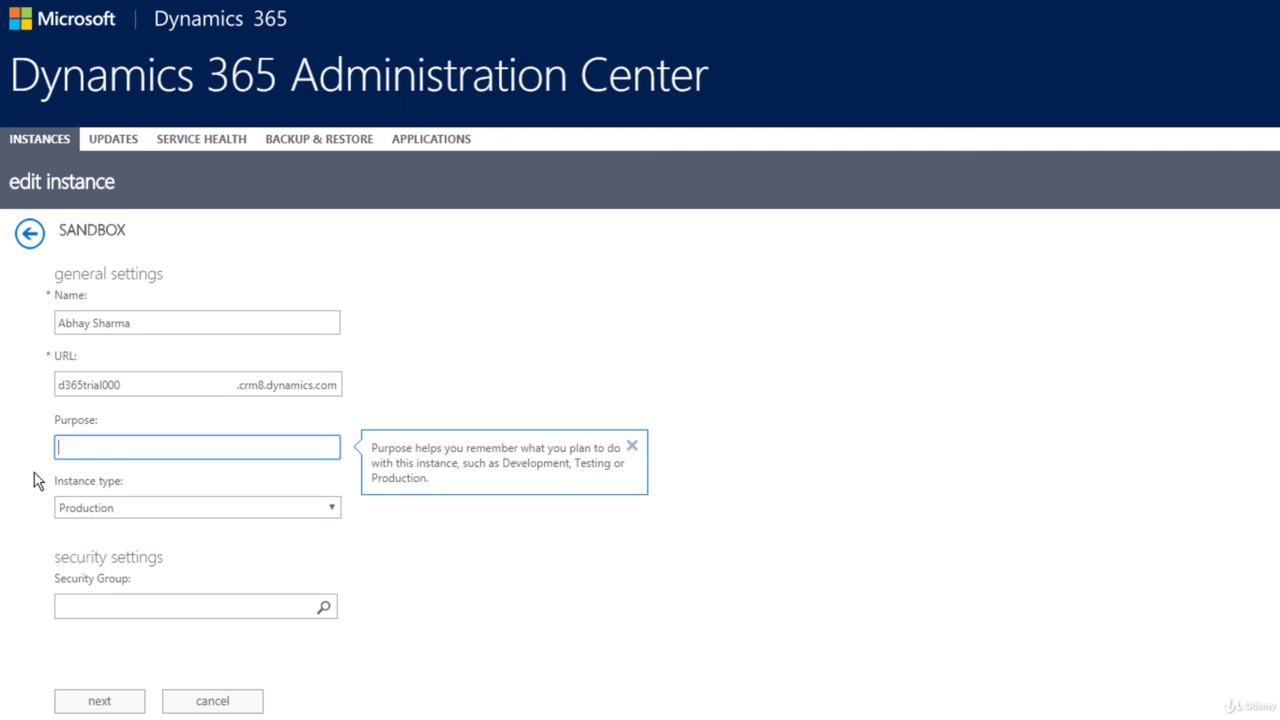 Microsoft | Dynamics 365
Dynamics 365 Administration Center
INSTANCES UPDATES SERVICE HEALTH BACKUP & RESTORE APPLICATIONS
edit instance
SANDBOX
general settings
* Name:
Abhay Sharma
* URL:
d365trial000 .crm8.dynamics.com
Purpose:
Purpose helps you remember what you plan to do
with this instance, such as Development, Testing or
Production.
Instance type:
Production
security settings
Security Group:
next cancel
Udemy